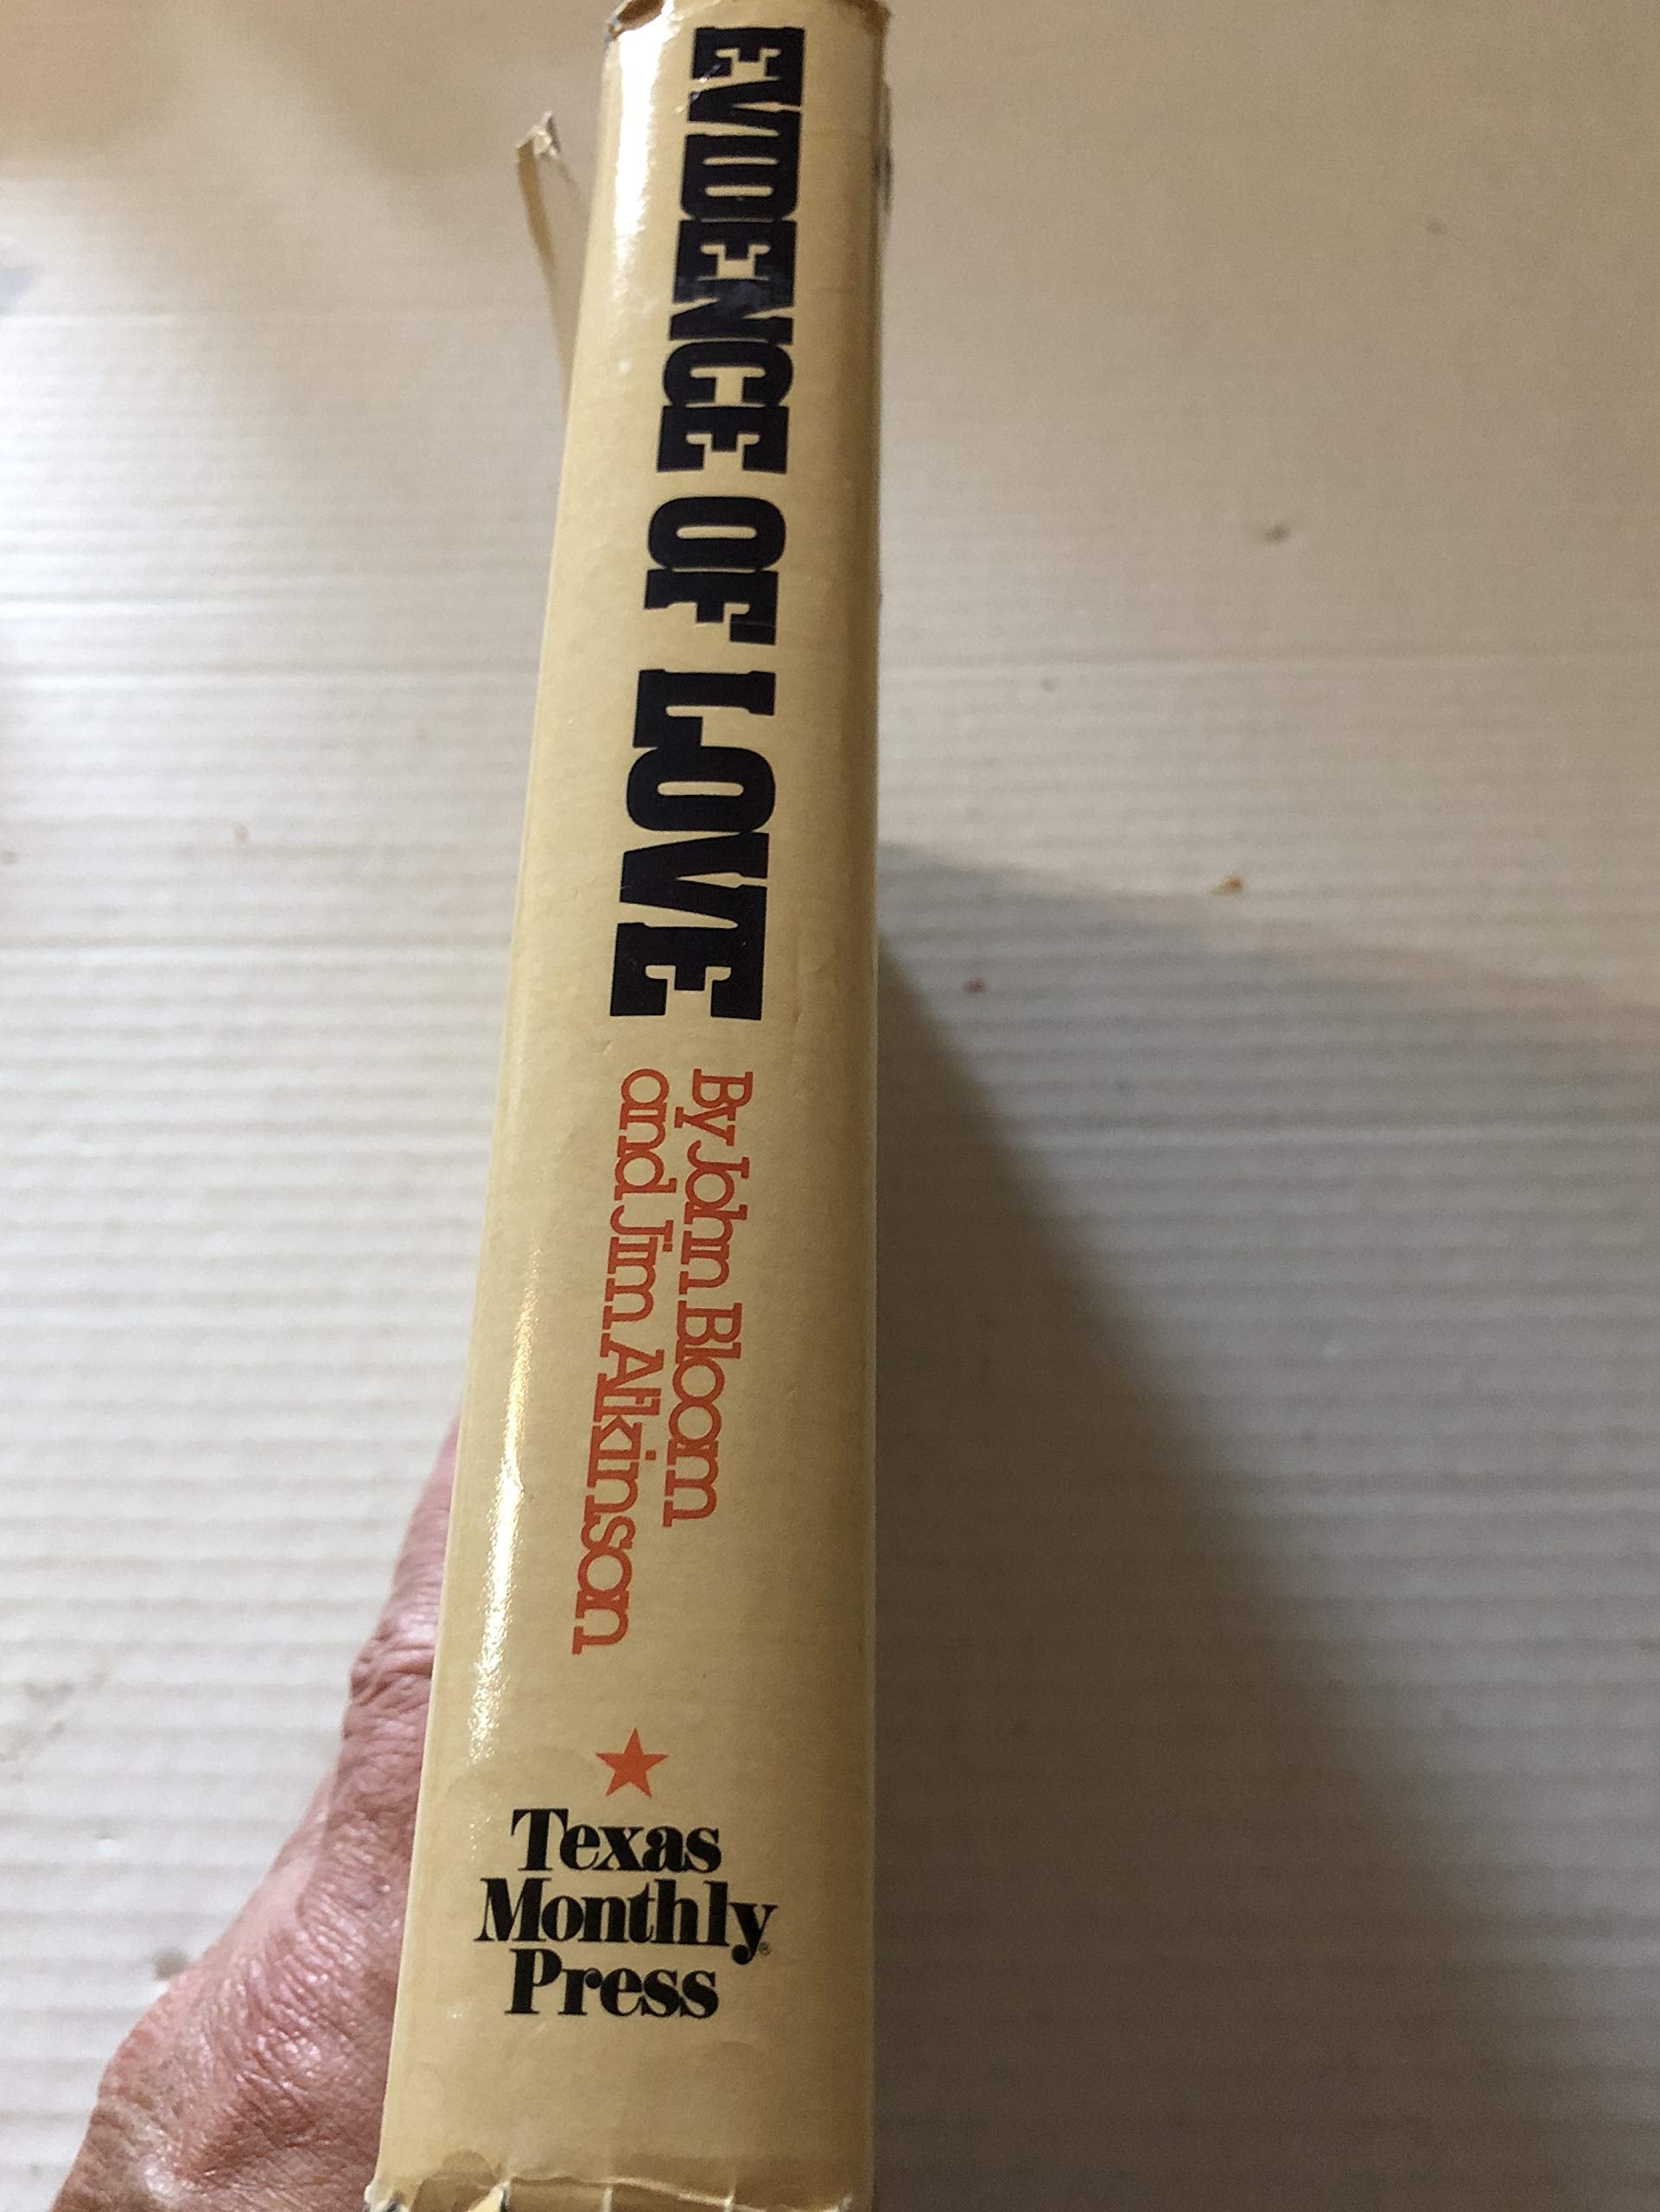 EVIDENCE OF LOVE
By John Bloom
and Jim Atkinson
Texas
Monthly®
Press